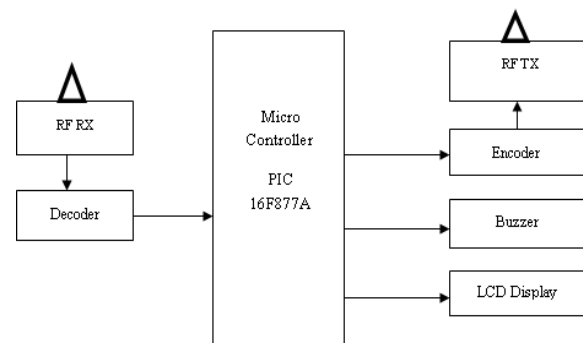 RF RX
Decoder
Micro
Controller
PIC
16F877A
RF TX
Encoder
Buzzer
LCD Display